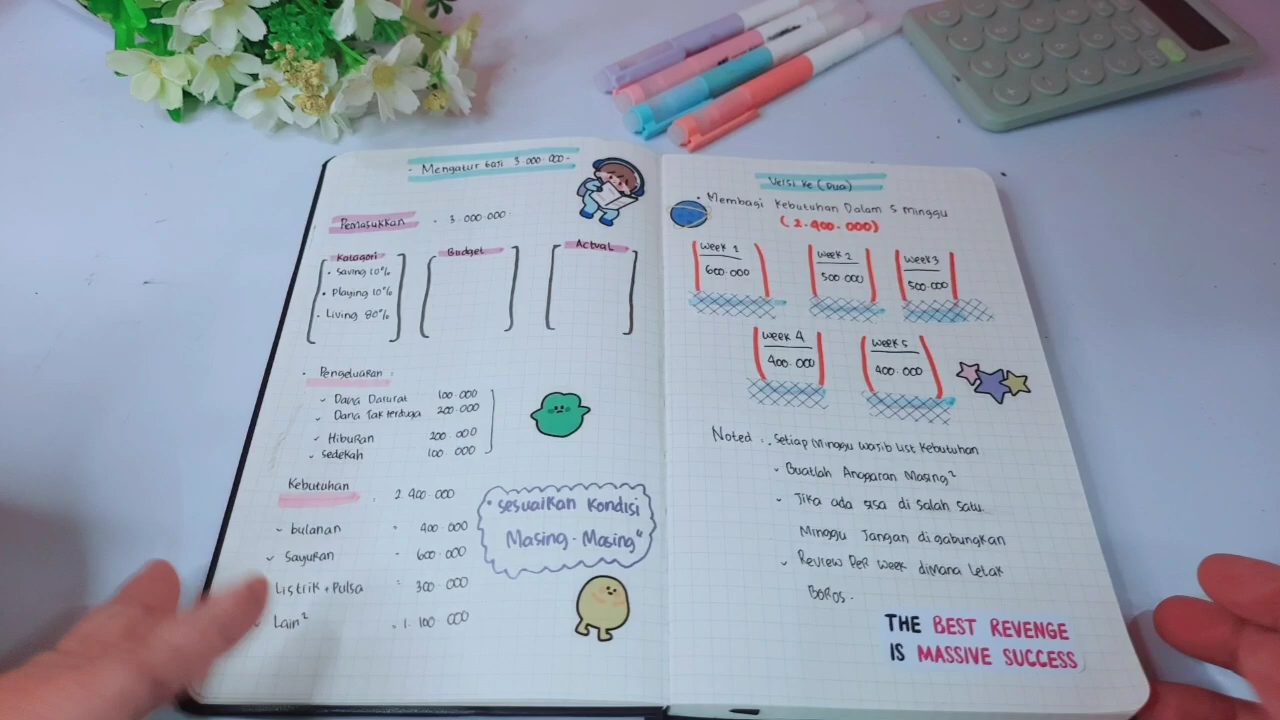 - Mengatur Gaji 3.000.000-
Pemasukkan = 3.000.000
Katagori
• Saving 10%
• Playing 10%
• Living 80%
Budget
Actual
• Pengeluaran :
✓ Dana Darurat 100.000
✓ Dana Tak terduga 200.000
✓ Hiburan 200.000
✓ Sedekah 100.000
Kebutuhan = 2.400.000
✓ bulanan = 400.000
✓ Sayuran = 600.000
Listrik + Pulsa = 300.000
Lain² = 1.100.000
"Sesuaikan Kondisi
Masing-Masing"
Versi Ke (Dua)
• Membagi Kebutuhan Dalam 5 Minggu
(2.400.000)
Week 1
600.000
Week 2
500.000
Week 3
500.000
Week 4
400.000
Week 5
400.000
Noted : ✓ Setiap Minggu Wajib List Kebutuhan
✓ Buatlah Anggaran Masing²
✓ Jika ada sisa di Salah Satu
Minggu Jangan di gabungkan
✓ Review Per Week dimana Letak
Boros.
THE BEST REVENGE
IS MASSIVE SUCCESS